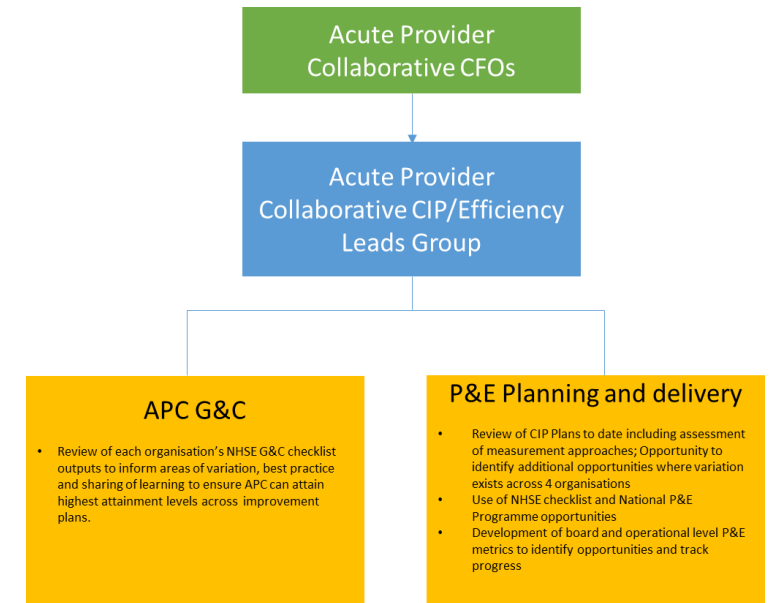 Acute Provider
Collaborative CFOs
Acute Provider
Collaborative CIP/Efficiency
Leads Group
APC G&C
• Review of each organisation’s NHSE G&C checklist
outputs to inform areas of variation, best practice
and sharing of learning to ensure APC can attain
highest attainment levels across improvement
plans.
P&E Planning and delivery
• Review of CIP Plans to date including assessment
of measurement approaches; Opportunity to
identify additional opportunities where variation
exists across 4 organisations
• Use of NHSE checklist and National P&E
Programme opportunities
• Development of board and operational level P&E
metrics to identify opportunities and track
progress